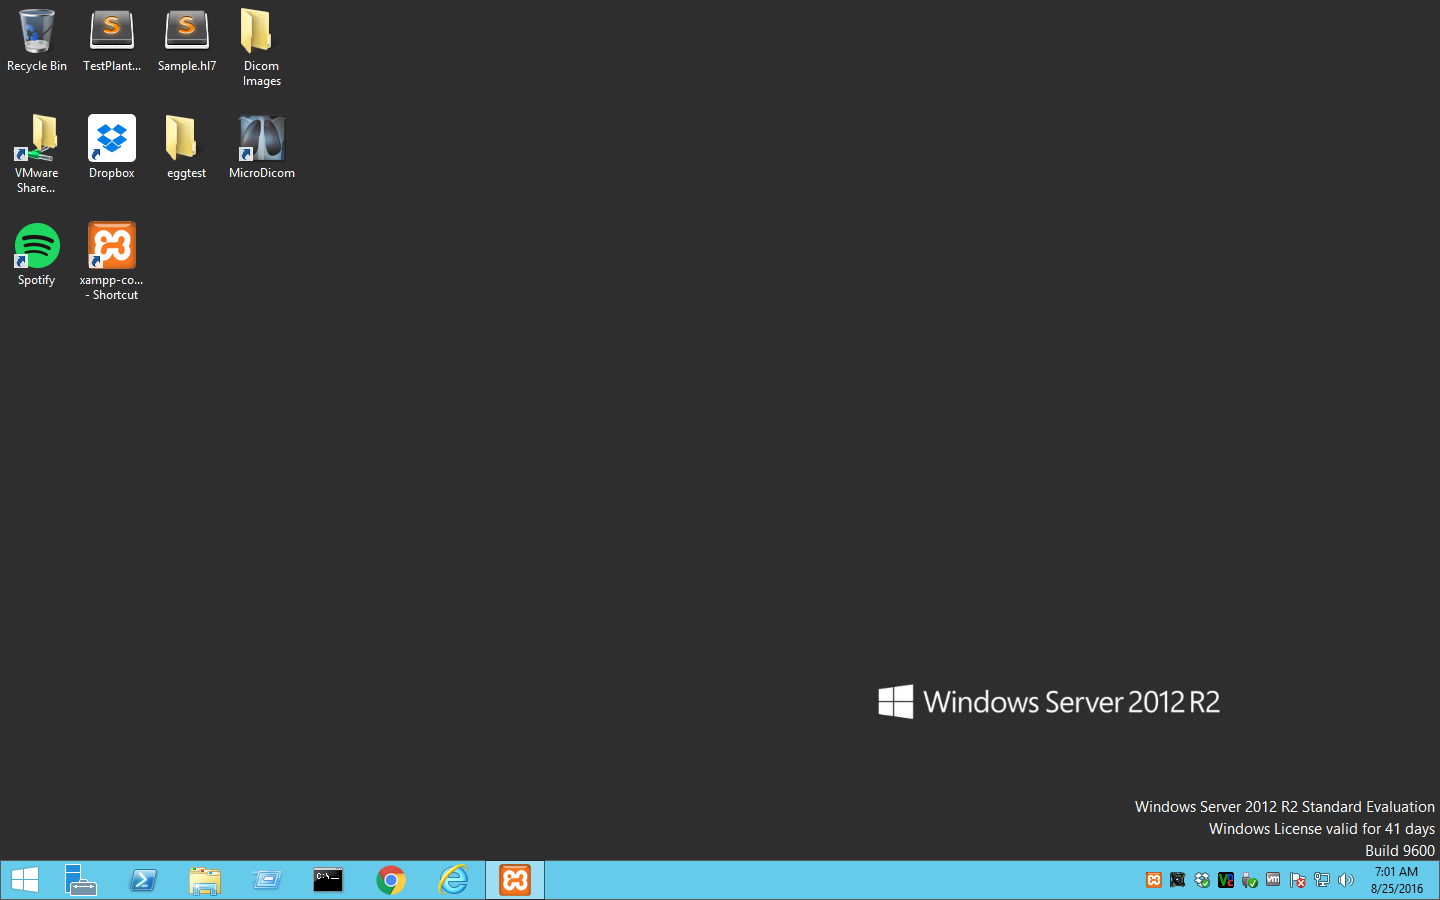 Recycle Bin
TestPlant...
Sample.hl7
Dicom
Images
VMware
Share...
Dropbox
eggtest
MicroDicom
Spotify
xampp-co...
- Shortcut
Windows Server 2012 R2
Windows Server 2012 R2 Standard Evaluation
Windows License valid for 41 days
Build 9600
C:\_
vm
7:01 AM
8/25/2016